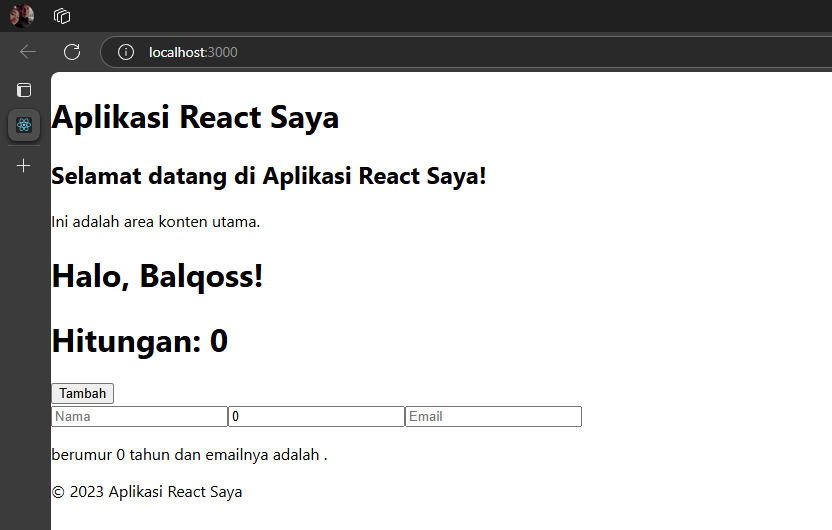 localhost:3000
Aplikasi React Saya
Selamat datang di Aplikasi React Saya!
Ini adalah area konten utama.
Halo, Balqoss!
Hitungan: 0
Tambah
Nama 0 Email
berumur 0 tahun dan emailnya adalah .
© 2023 Aplikasi React Saya